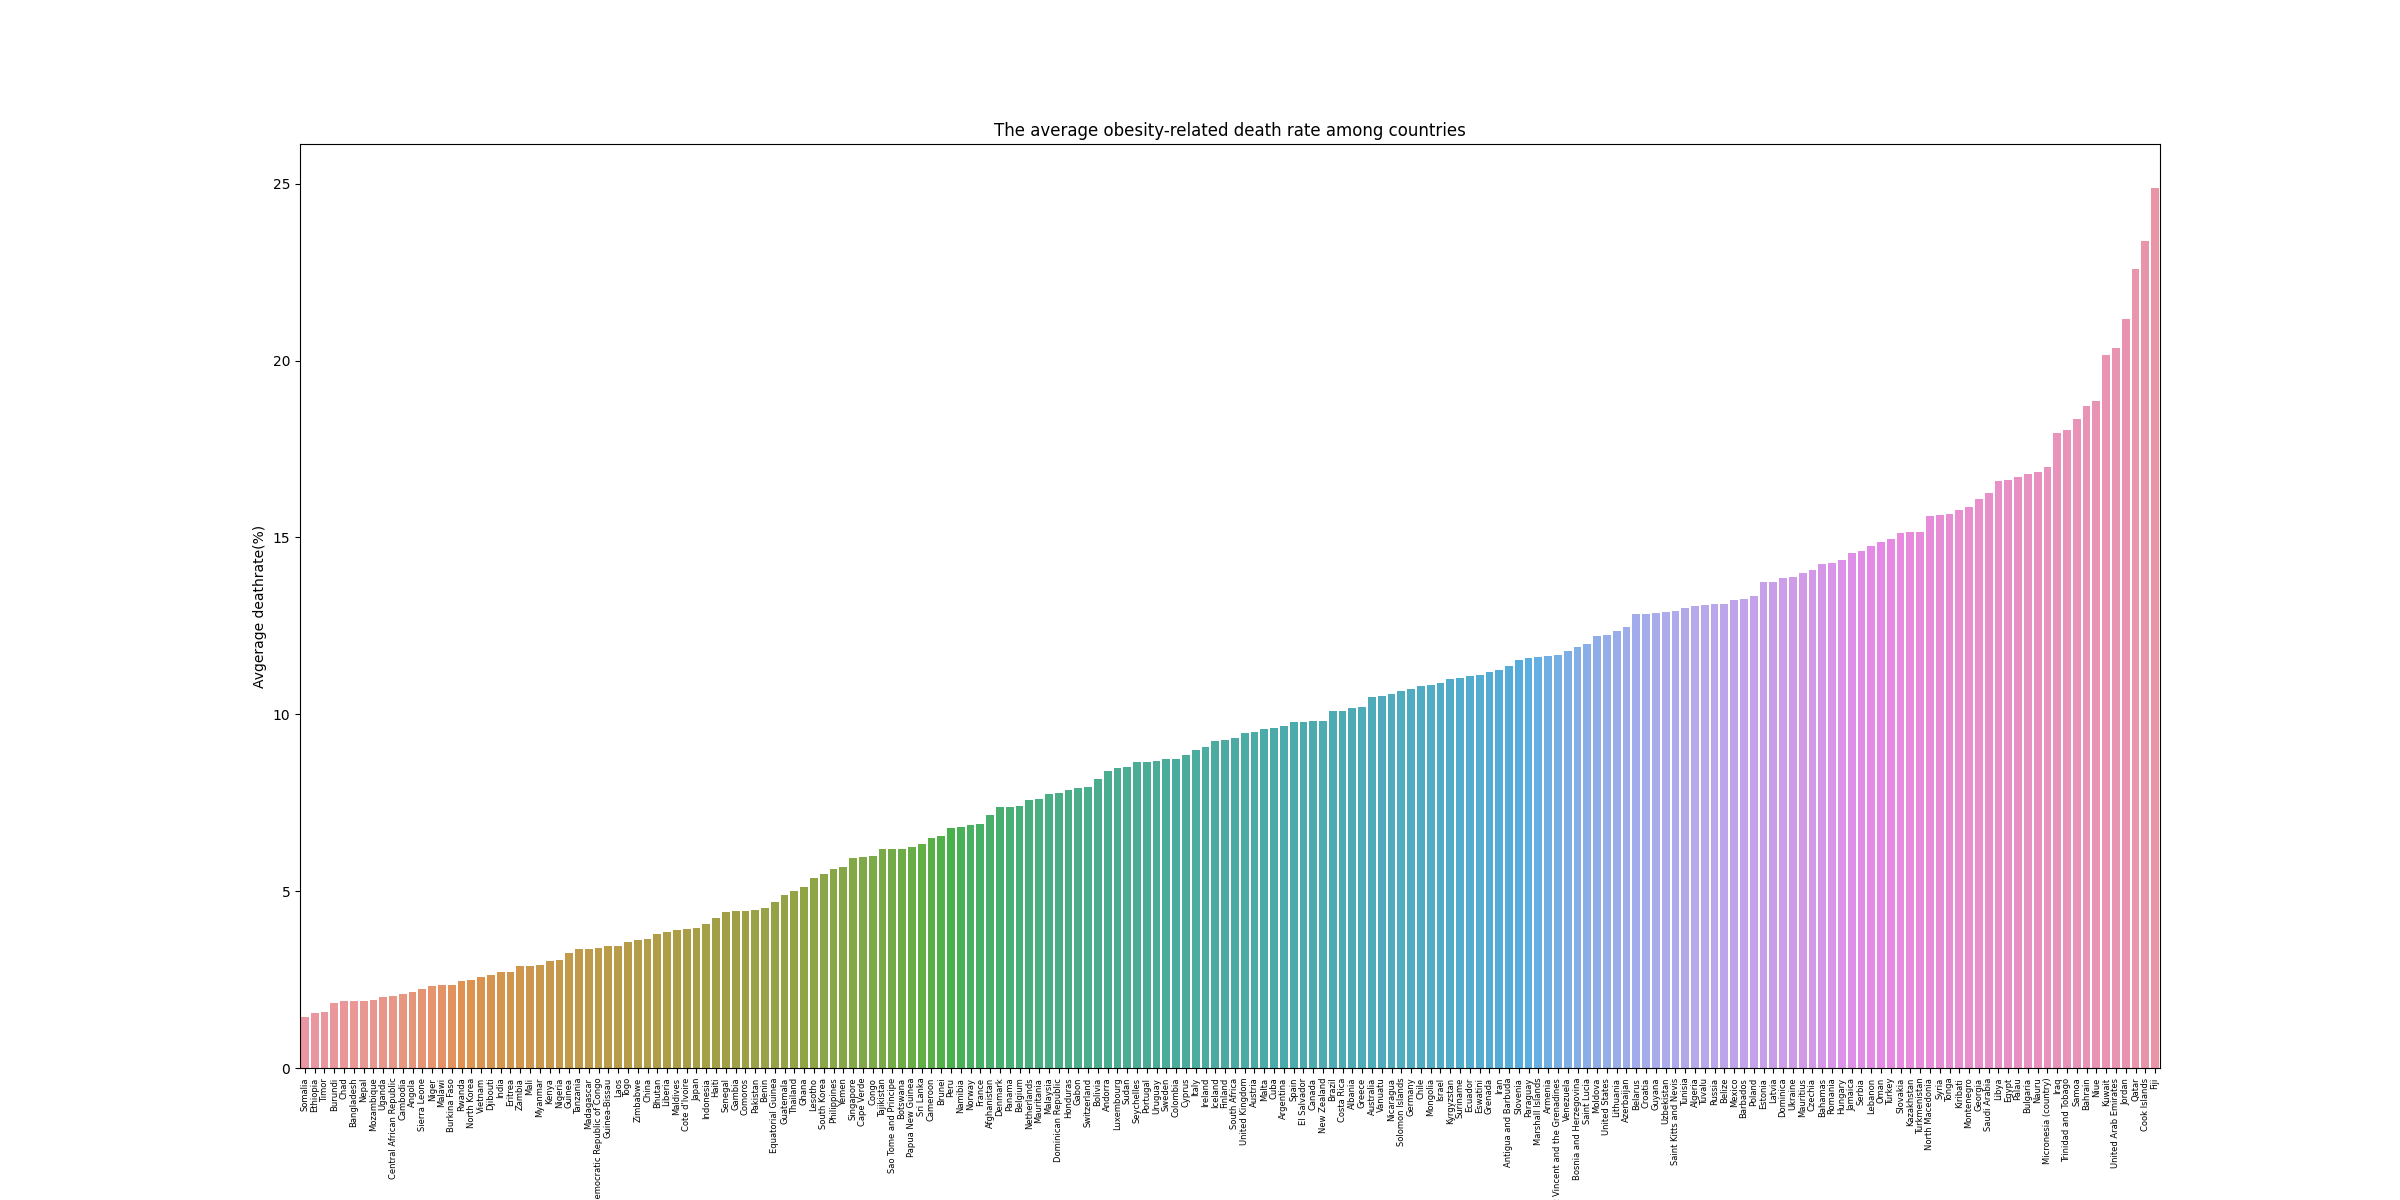 The average obesity-related death rate among countries
Avgerage deathrate(%)
25
20
15
10
5
0
Somalia
Ethiopia
Timor
Burundi
Chad
Bangladesh
Nepal
Mozambique
Uganda
Central African Republic
Cambodia
Angola
Sierra Leone
Niger
Malawi
Burkina Faso
Rwanda
North Korea
Vietnam
Djibouti
India
Eritrea
Zambia
Mali
Myanmar
Kenya
Nigeria
Guinea
Tanzania
Madagascar
emocratic Republic of Congo
Guinea-Bissau
Laos
Togo
Zimbabwe
China
Bhutan
Liberia
Maldives
Cote d'Ivoire
Japan
Indonesia
Haiti
Senegal
Gambia
Comoros
Pakistan
Benin
Equatorial Guinea
Guatemala
Thailand
Ghana
Lesotho
South Korea
Philippines
Yemen
Singapore
Cape Verde
Congo
Tajikistan
Sao Tome and Principe
Botswana
Papua New Guinea
Sri Lanka
Cameroon
Brunei
Peru
Namibia
Norway
France
Afghanistan
Denmark
Panama
Belgium
Netherlands
Mauritania
Malaysia
Dominican Republic
Honduras
Gabon
Switzerland
Bolivia
Andorra
Luxembourg
Sudan
Seychelles
Portugal
Uruguay
Sweden
Colombia
Cyprus
Italy
Ireland
Iceland
Finland
South Africa
United Kingdom
Austria
Malta
Cuba
Argentina
Spain
El Salvador
Canada
New Zealand
Brazil
Costa Rica
Albania
Greece
Australia
Vanuatu
Nicaragua
Solomon Islands
Germany
Chile
Mongolia
Israel
Kyrgyzstan
Suriname
Ecuador
Eswatini
Grenada
Iran
Antigua and Barbuda
Slovenia
Paraguay
Marshall Islands
Armenia
Vincent and the Grenadines
Venezuela
Bosnia and Herzegovina
Saint Lucia
Moldova
United States
Lithuania
Azerbaijan
Belarus
Croatia
Guyana
Uzbekistan
Saint Kitts and Nevis
Tunisia
Algeria
Tuvalu
Russia
Belize
Mexico
Barbados
Poland
Estonia
Latvia
Dominica
Ukraine
Mauritius
Czechia
Bahamas
Romania
Hungary
Jamaica
Serbia
Lebanon
Oman
Turkey
Slovakia
Kazakhstan
Turkmenistan
North Macedonia
Syria
Tonga
Kiribati
Montenegro
Georgia
Saudi Arabia
Libya
Egypt
Palau
Bulgaria
Nauru
Micronesia (country)
Iraq
Trinidad and Tobago
Samoa
Bahrain
Niue
Kuwait
United Arab Emirates
Jordan
Qatar
Cook Islands
Fiji